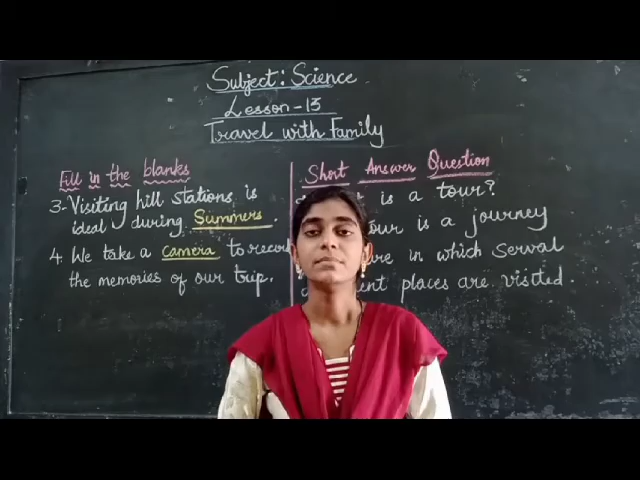 Subject: Science
Lesson-13
Travel with Family
Fill in the blanks
3. Visiting hill stations is
ideal during Summers.
4. We take a camera to record
the memories of our trip.
Short Answer Question
is a tour?
our is a journey
in which serval
places are visited.